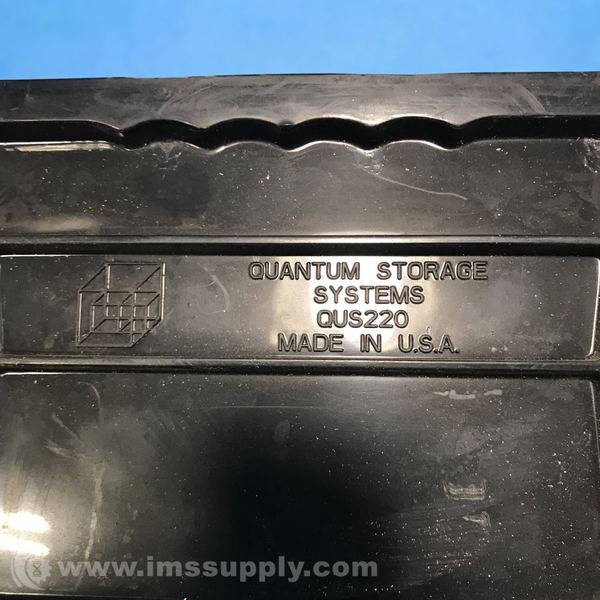 QUANTUM STORAGE
SYSTEMS
QUS220
MADE IN U.S.A.
www.imssupply.com